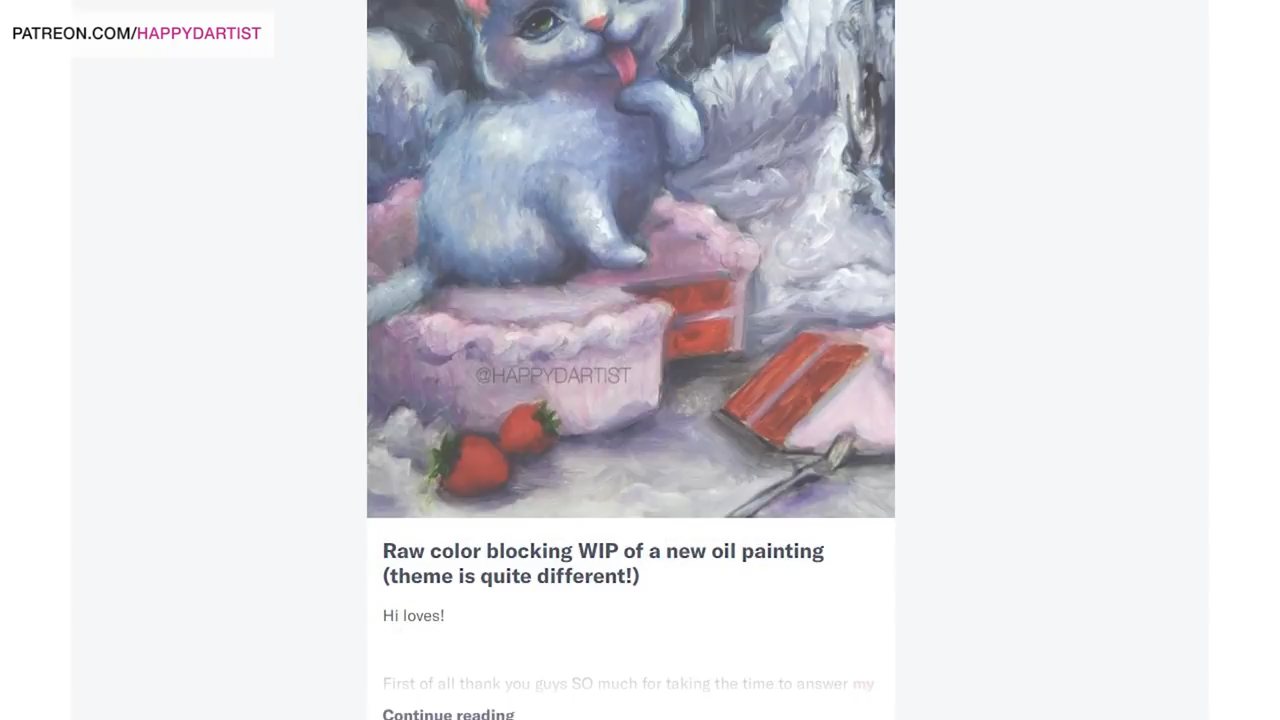 PATREON.COM/HAPPYDARTIST
@HAPPYDARTIST
Raw color blocking WIP of a new oil painting
(theme is quite different!)
Hi loves!
First of all thank you guys SO much for taking the time to answer my
Continue reading